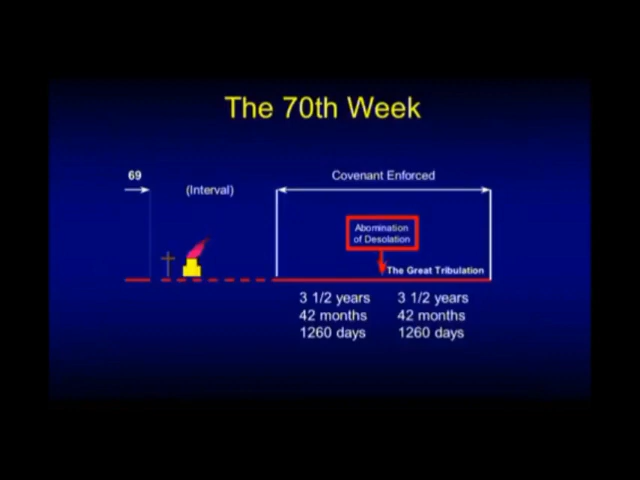 The 70th Week
69
(Interval)
Covenant Enforced
Abomination
of Desolation
The Great Tribulation
3 1/2 years
42 months
1260 days
3 1/2 years
42 months
1260 days